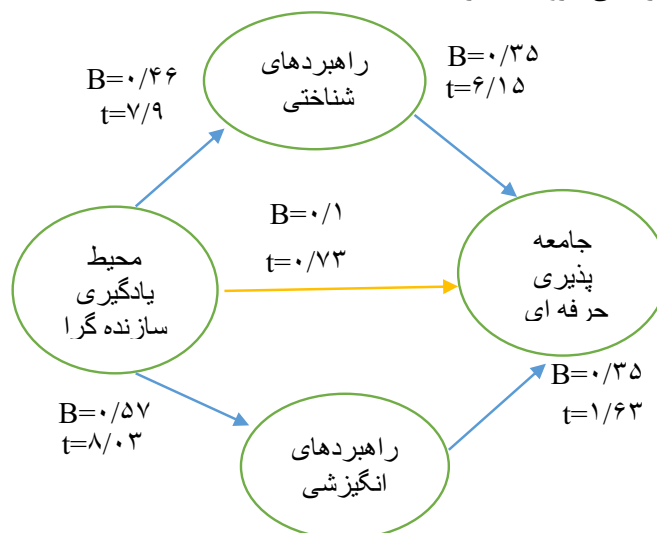 B=۰/۴۶
t=۷/۹
راهبردهای
شناختی
B=۰/۳۵
t=۶/۱۵
محیط
یادگیری
سازنده گرا
B=۰/۱
t=۰/۷۳
جامعه
پذیری
حرفه ای
B=۰/۵۷
t=۸/۰۳
راهبردهای
انگیزشی
B=۰/۳۵
t=۱/۶۳